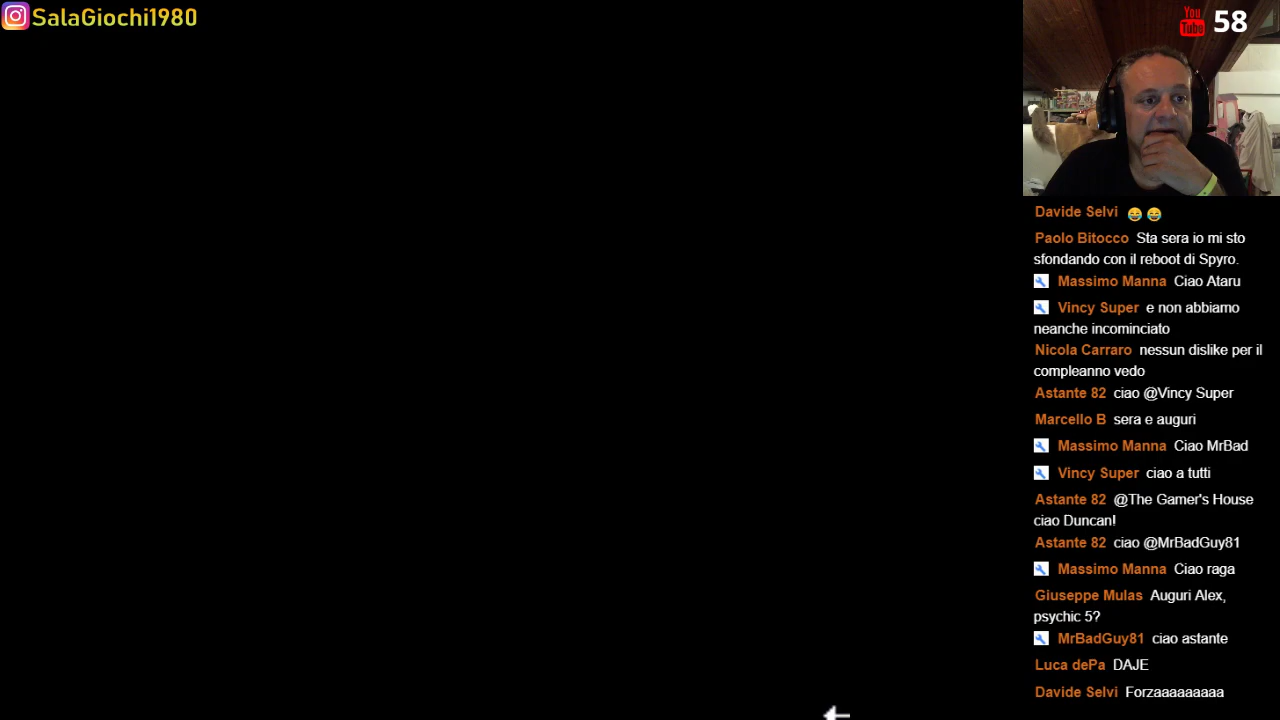 SalaGiochi1980
You
Tube 58
Davide Selvi 😂 😂
Paolo Bitocco Sta sera io mi sto
sfondando con il reboot di Spyro.
Massimo Manna Ciao Ataru
Vincy Super e non abbiamo
neanche incominciato
Nicola Carraro nessun dislike per il
compleanno vedo
Astante 82 ciao @Vincy Super
Marcello B sera e auguri
Massimo Manna Ciao MrBad
Vincy Super ciao a tutti
Astante 82 @The Gamer's House
ciao Duncan!
Astante 82 ciao @MrBadGuy81
Massimo Manna Ciao raga
Giuseppe Mulas Auguri Alex,
psychic 5?
MrBadGuy81 ciao astante
Luca dePa DAJE
Davide Selvi Forzaaaaaaaaa